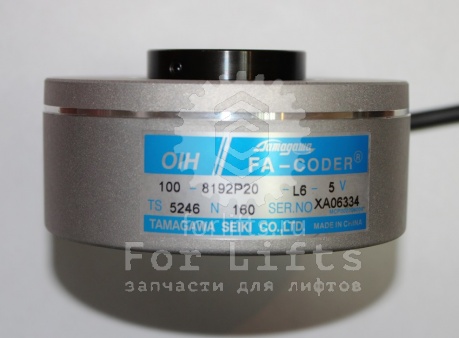 OIH Tamagawa
FA-CODER®
100 - 8192P20 - L6 - 5 V
TS 5246 N 160 SER.NO XA06334
TAMAGAWA SEIKI CO.,LTD. MADE IN CHINA
For Lifts
запчасти для лифтов